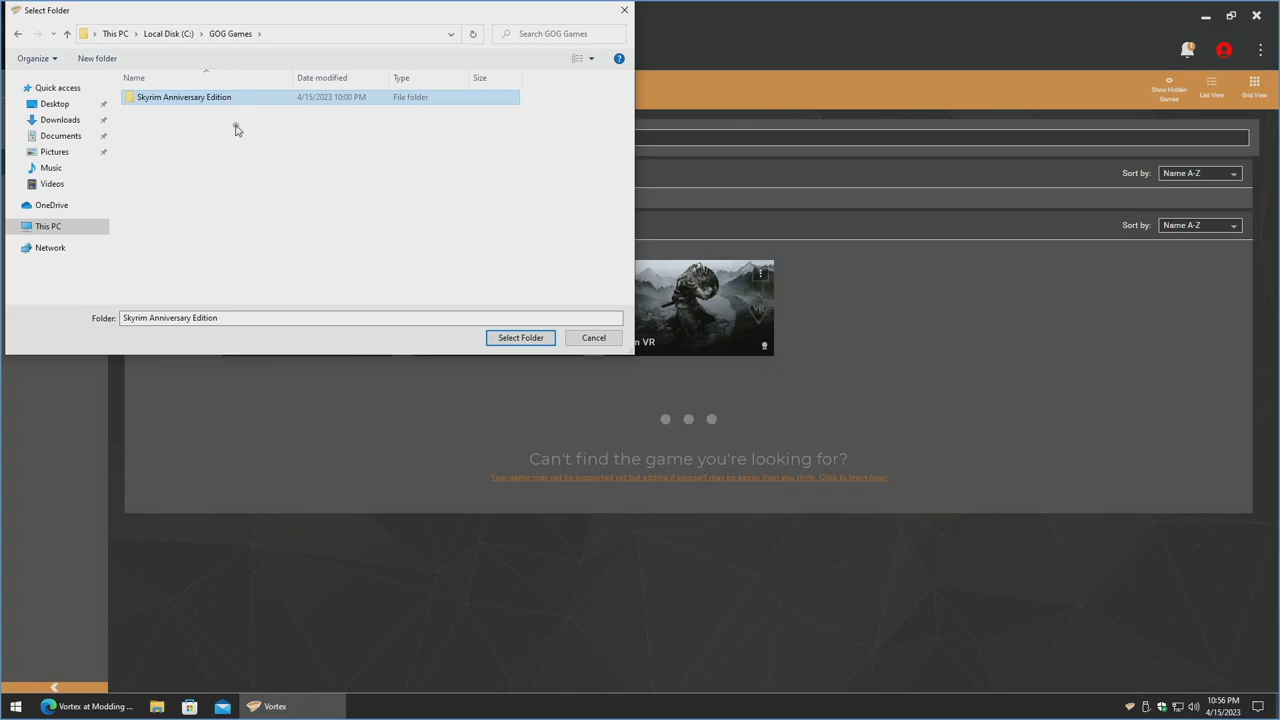 Select Folder
This PC
Local Disk (C:)
GOG Games
Search GOG Games
Organize
New folder
Name
Date modified
Type
Size
Skyrim Anniversary Edition
4/15/2023 10:00 PM
File folder
Quick access
Desktop
Downloads
Documents
Pictures
Music
Videos
OneDrive
This PC
Network
Folder:
Skyrim Anniversary Edition
Select Folder
Cancel
Show Hidden
Games
List View
Grid View
Sort by:
Name A-Z
Sort by:
Name A-Z
VR
n VR
Can't find the game you're looking for?
Your game may not be supported yet but adding it yourself may be easier than you think. Click to learn how!
Vortex at Modding ...
Vortex
10:56 PM
4/15/2023